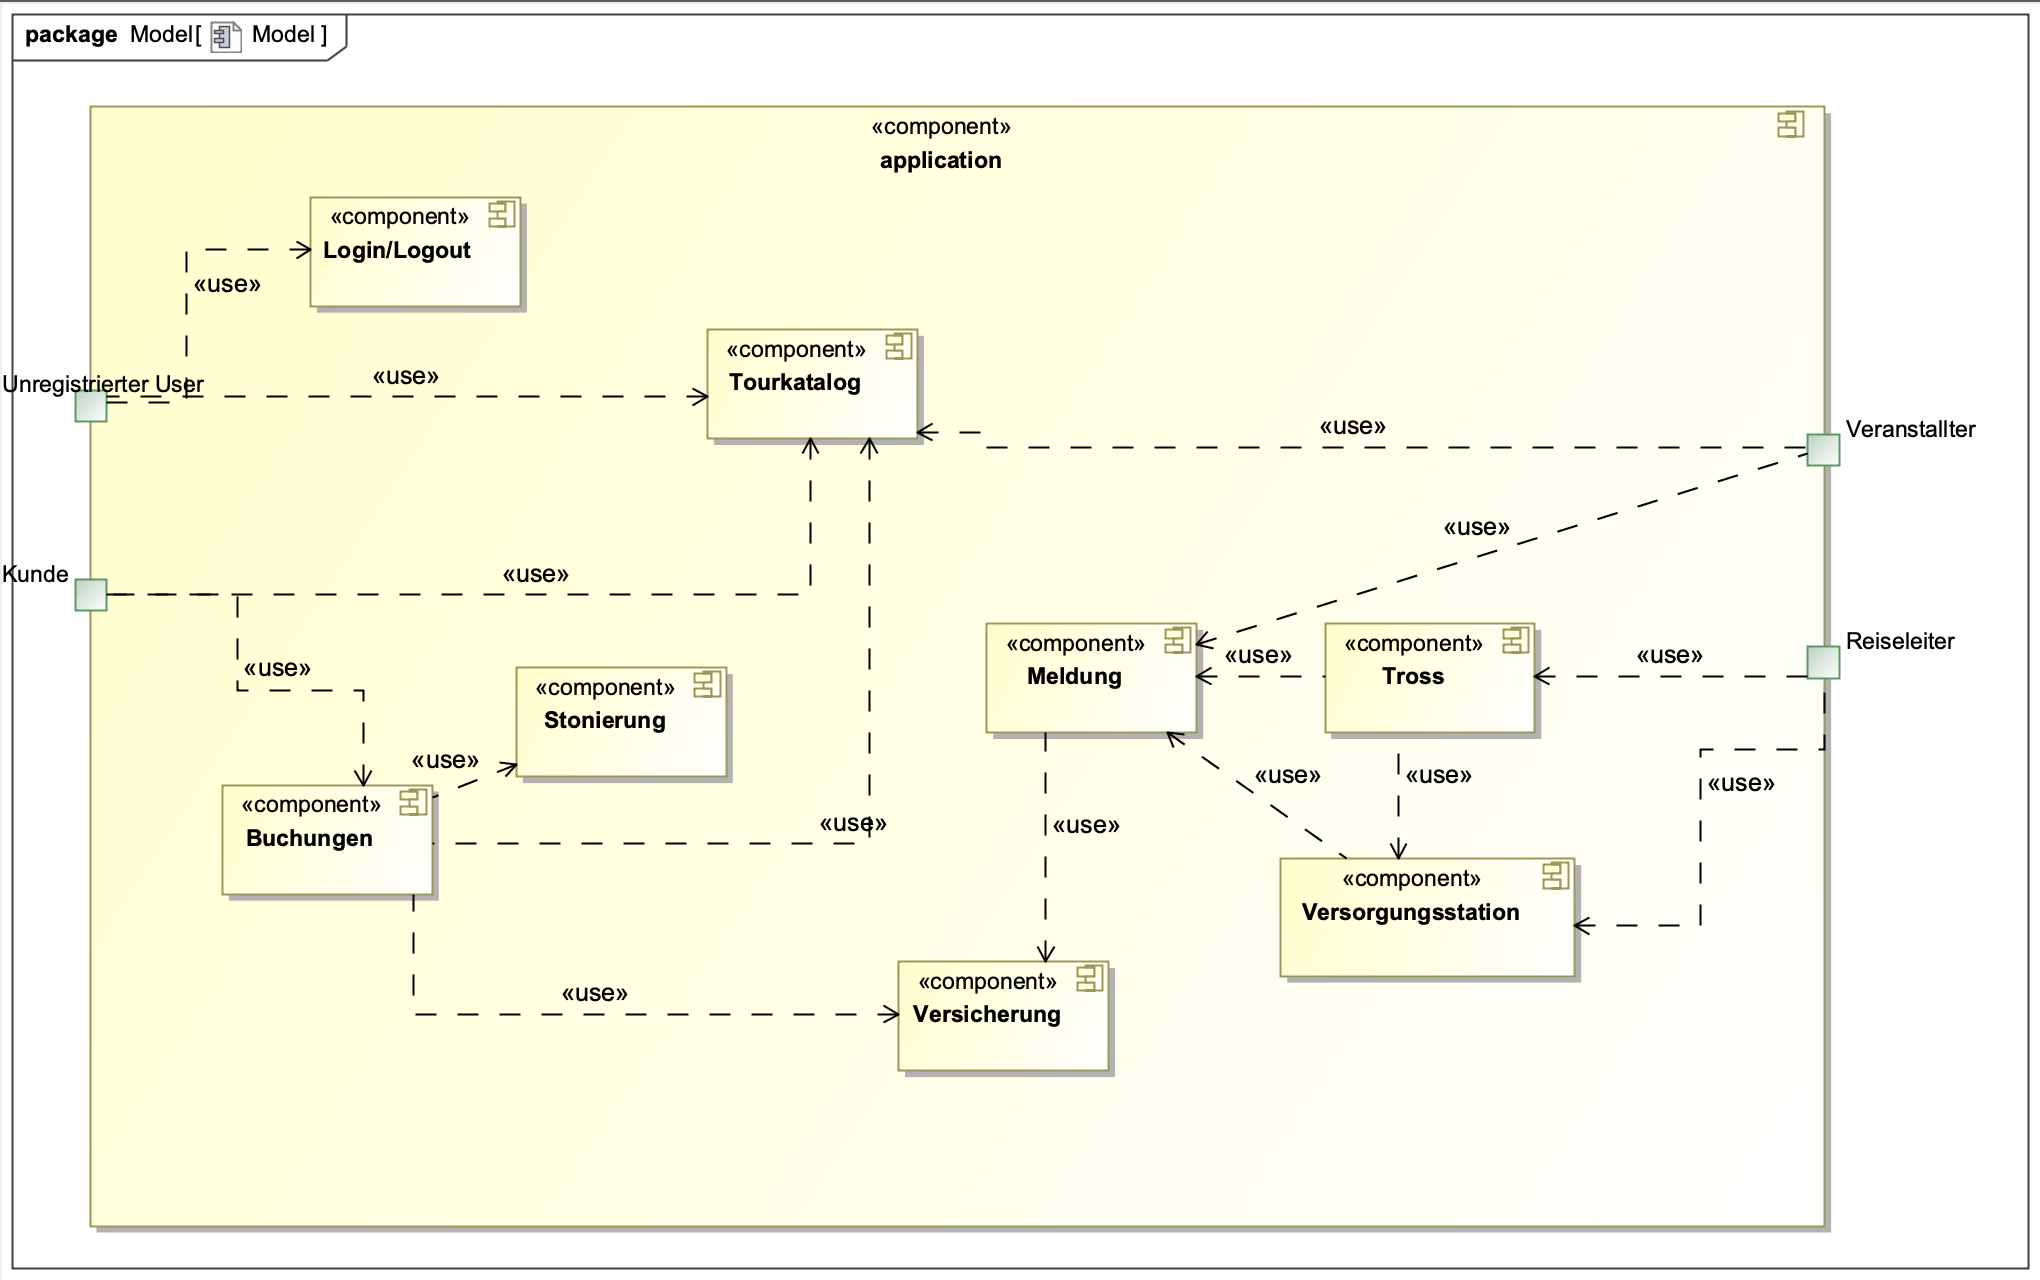 package Model[ Model ]
«component»
application
«component»
Login/Logout
«use»
«component»
Tourkatalog
Unregistrierter User
«use»
«use»
Veranstallter
«use»
Kunde
«use»
«use»
«component»
Stonierung
«component»
Meldung
«use»
«component»
Tross
«use»
Reiseleiter
«use»
«component»
Buchungen
«use»
«use»
«use»
«use»
«use»
«component»
Versorgungsstation
«use»
«component»
Versicherung